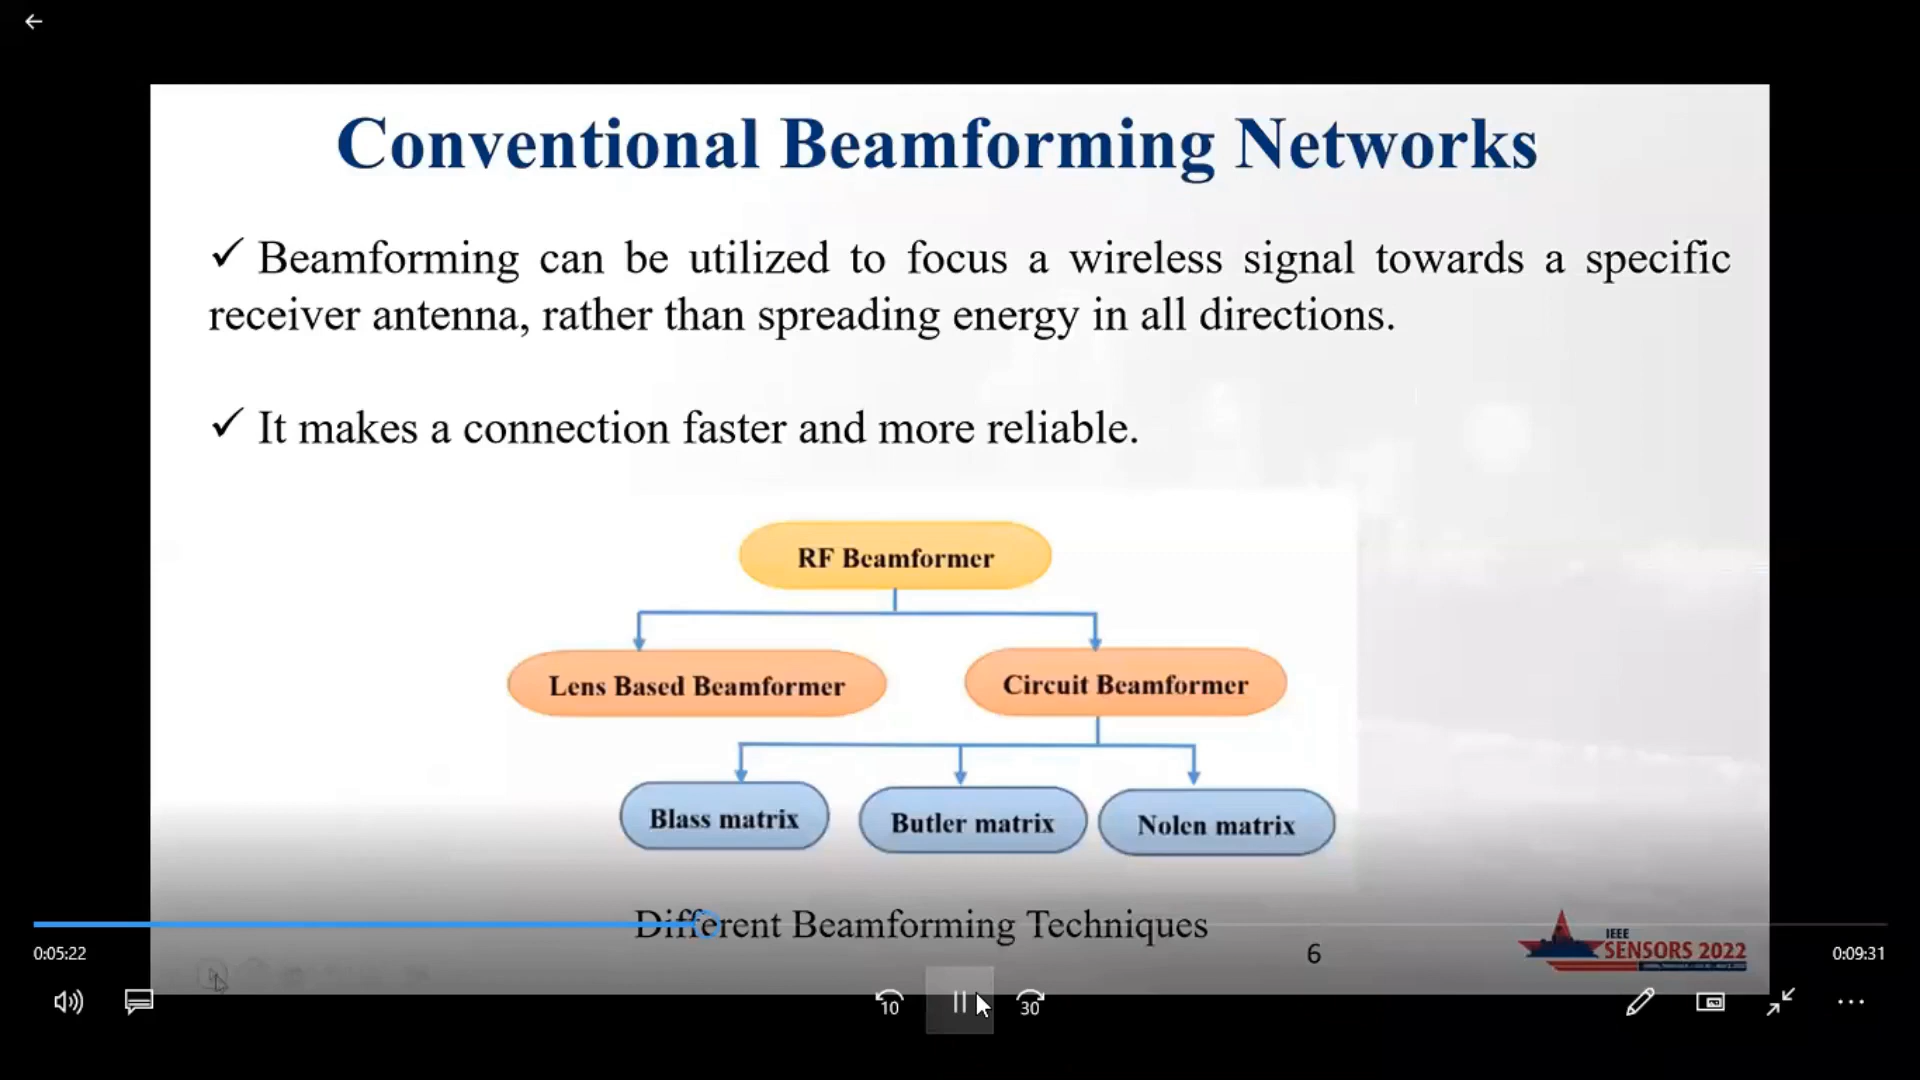 Conventional Beamforming Networks
✓ Beamforming can be utilized to focus a wireless signal towards a specific
receiver antenna, rather than spreading energy in all directions.
✓ It makes a connection faster and more reliable.
RF Beamformer
Lens Based Beamformer
Circuit Beamformer
Blass matrix
Butler matrix
Nolen matrix
Different Beamforming Techniques
6
IEEE
SENSORS 2022
0:05:22
0:09:31
10
30